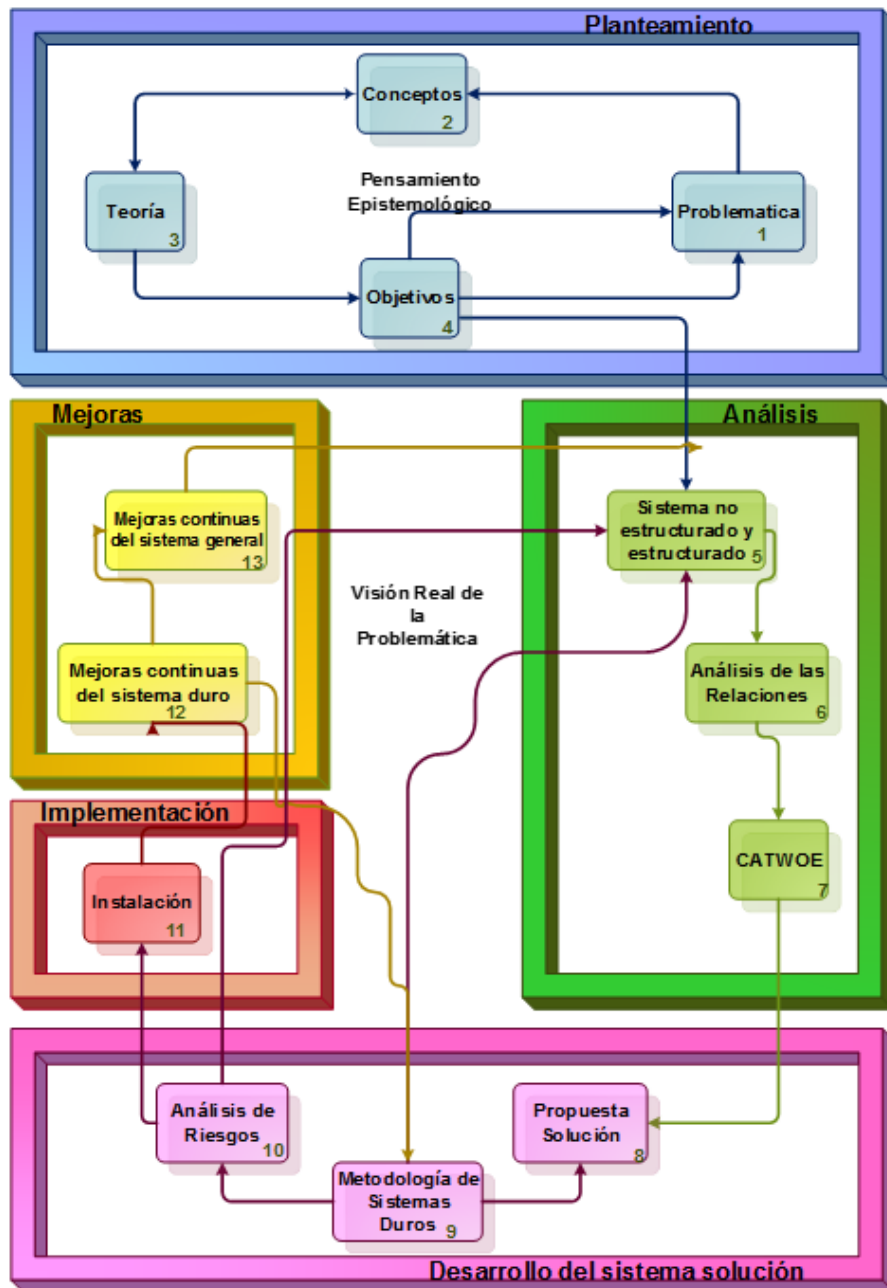 Planteamiento
Conceptos
2
Pensamiento
Epistemológico
Teoría
3
Problematica
1
Objetivos
4
Mejoras
Análisis
Mejoras continuas
del sistema general
13
Sistema no
estructurado y
estructurado
5
Visión Real de
la
Problemática
Mejoras continuas
del sistema duro
12
Análisis de las
Relaciones
6
Implementación
CATWOE
7
Instalación
11
Análisis de
Riesgos
10
Propuesta
Solución
8
Metodología de
Sistemas
Duros
9
Desarrollo del sistema solución